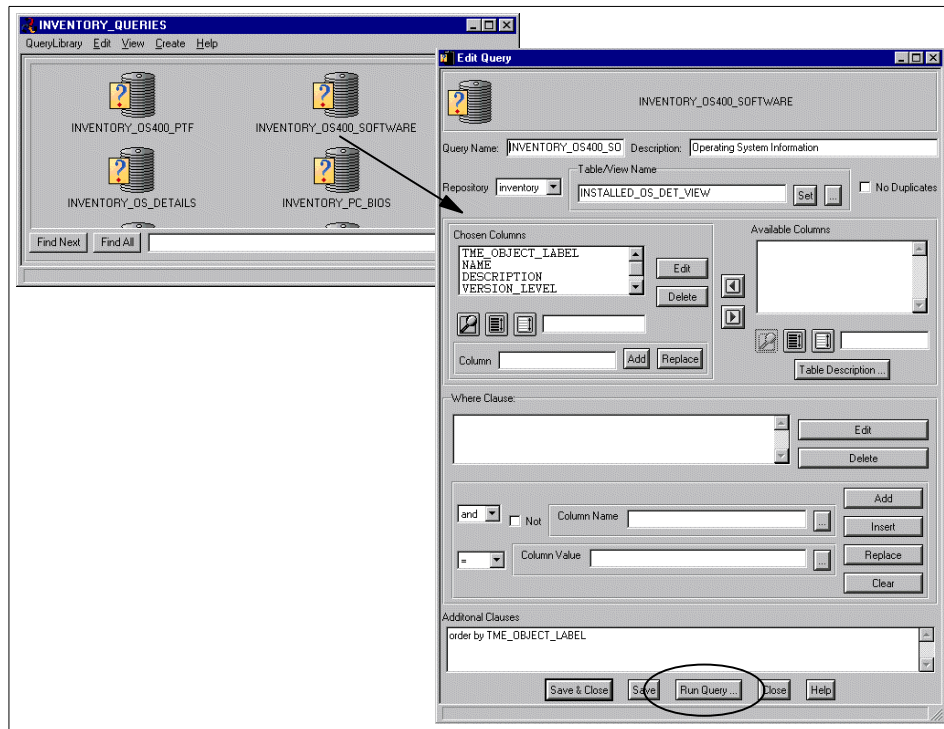 INVENTORY_QUERIES
QueryLibrary Edit View Create Help
INVENTORY_OS400_PTF
INVENTORY_OS400_SOFTWARE
INVENTORY_OS_DETAILS
INVENTORY_PC_BIOS
Find Next Find All
Edit Query
INVENTORY_OS400_SOFTWARE
Query Name: INVENTORY_OS400_SO Description: Operating System Information
Table/View Name
Repository inventory INSTALLED_OS_DET_VIEW Set ... No Duplicates
Chosen Columns
Available Columns
TME_OBJECT_LABEL
NAME
DESCRIPTION
VERSION_LEVEL
Edit
Delete
Column Add Replace
Table Description ...
Where Clause:
Edit
Delete
and Not Column Name ...
= Column Value ...
Add
Insert
Replace
Clear
Additonal Clauses
order by TME_OBJECT_LABEL
Save & Close Save Run Query ... Close Help